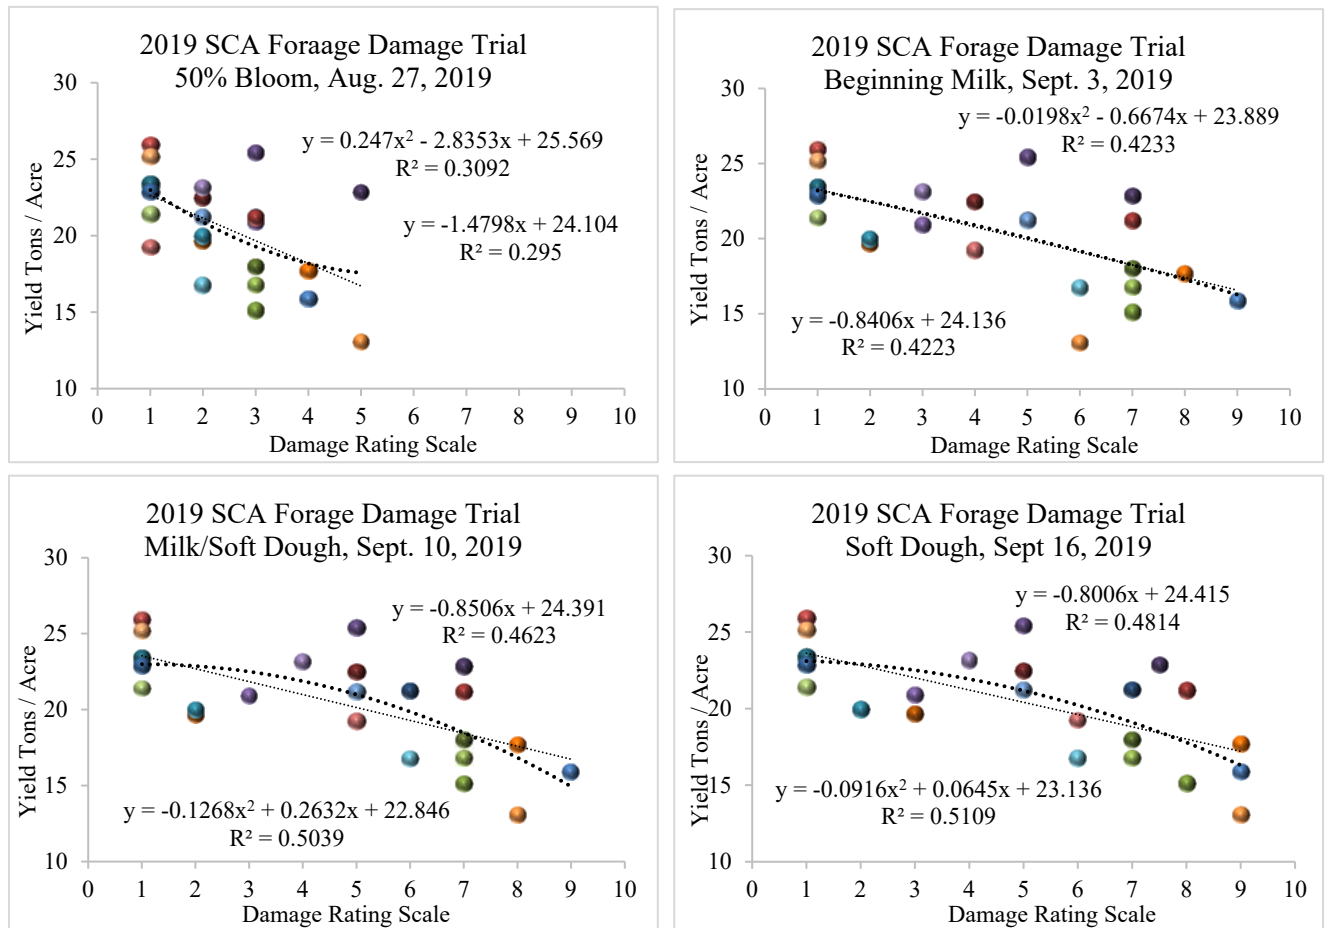 2019 SCA Foraage Damage Trial
50% Bloom, Aug. 27, 2019
30
25
20
15
10
Yield Tons / Acre
y = 0.247x² - 2.8353x + 25.569
R² = 0.3092
y = -1.4798x + 24.104
R² = 0.295
0 1 2 3 4 5 6 7 8 9 10
Damage Rating Scale
2019 SCA Forage Damage Trial
Beginning Milk, Sept. 3, 2019
30
25
20
15
10
Yield Tons / Acre
y = -0.0198x² - 0.6674x + 23.889
R² = 0.4233
y = -0.8406x + 24.136
R² = 0.4223
0 1 2 3 4 5 6 7 8 9 10
Damage Rating Scale
2019 SCA Forage Damage Trial
Milk/Soft Dough, Sept. 10, 2019
30
25
20
15
10
Yield Tons / Acre
y = -0.8506x + 24.391
R² = 0.4623
y = -0.1268x² + 0.2632x + 22.846
R² = 0.5039
0 1 2 3 4 5 6 7 8 9 10
Damage Rating Scale
2019 SCA Forage Damage Trial
Soft Dough, Sept 16, 2019
30
25
20
15
10
Yield Tons / Acre
y = -0.8006x + 24.415
R² = 0.4814
y = -0.0916x² + 0.0645x + 23.136
R² = 0.5109
0 1 2 3 4 5 6 7 8 9 10
Damage Rating Scale